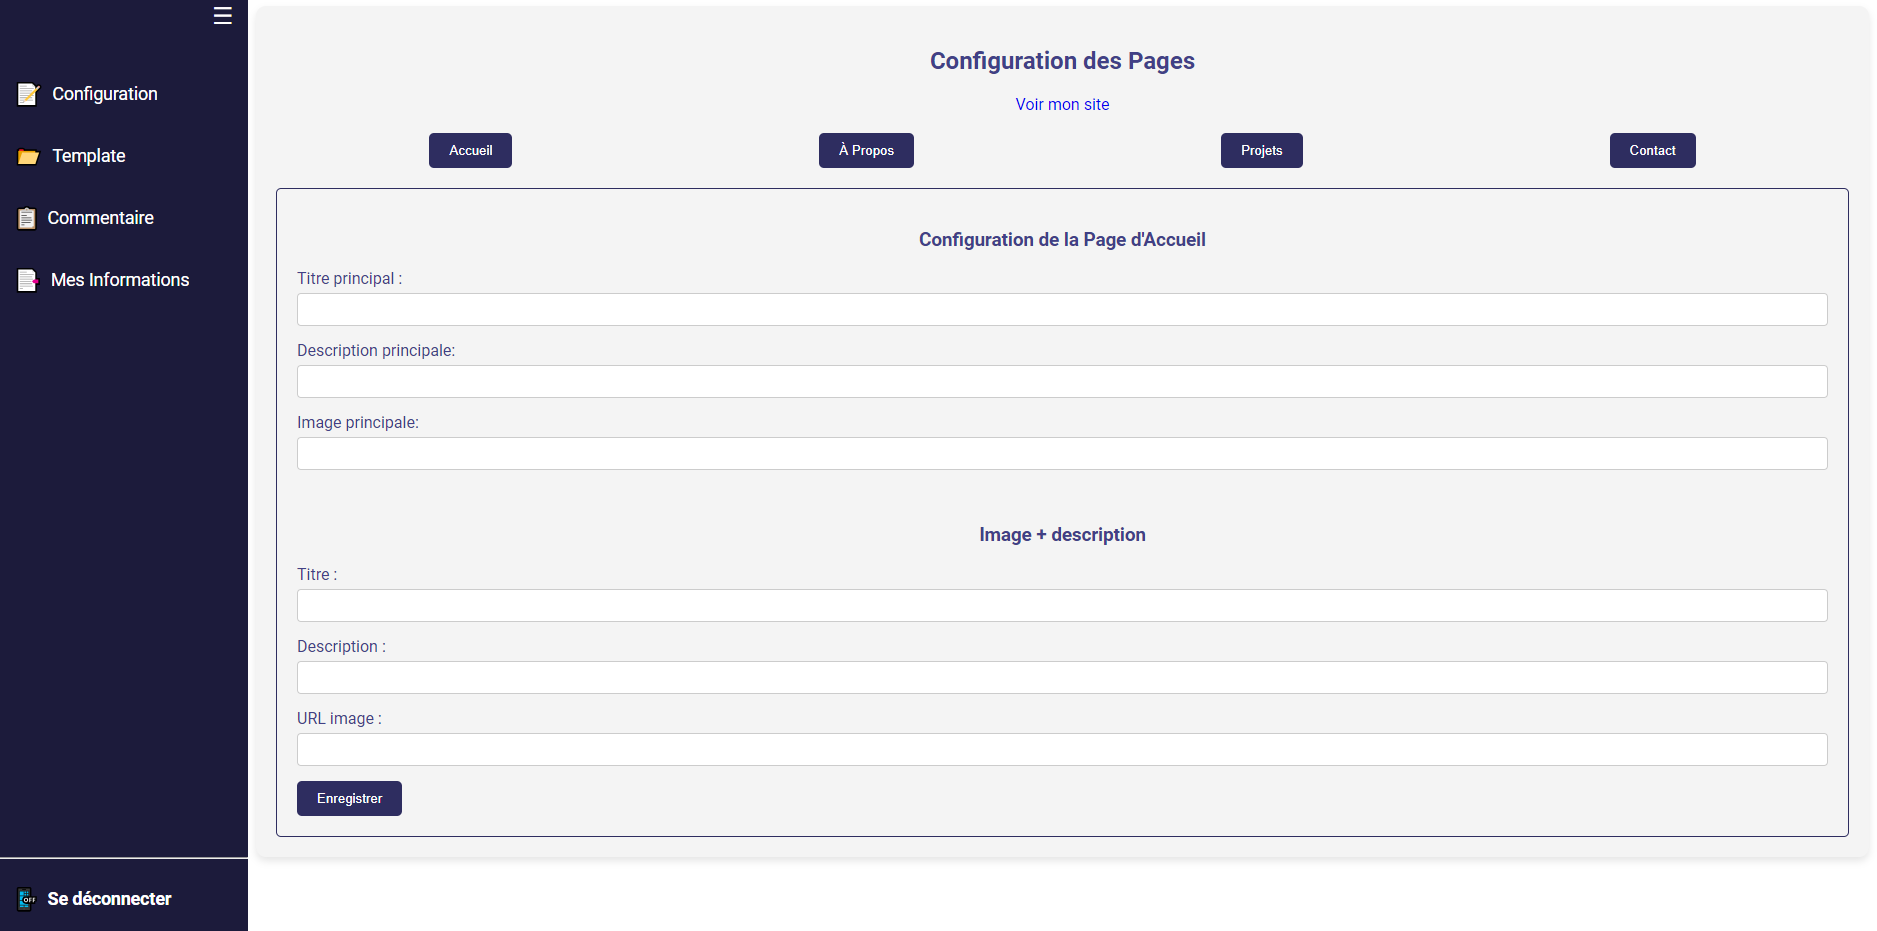 Configuration
Template
Commentaire
Mes Informations
Se déconnecter
Configuration des Pages
Voir mon site
Accueil
À Propos
Projets
Contact
Configuration de la Page d'Accueil
Titre principal :
Description principale:
Image principale:
Image + description
Titre :
Description :
URL image :
Enregistrer
OFF